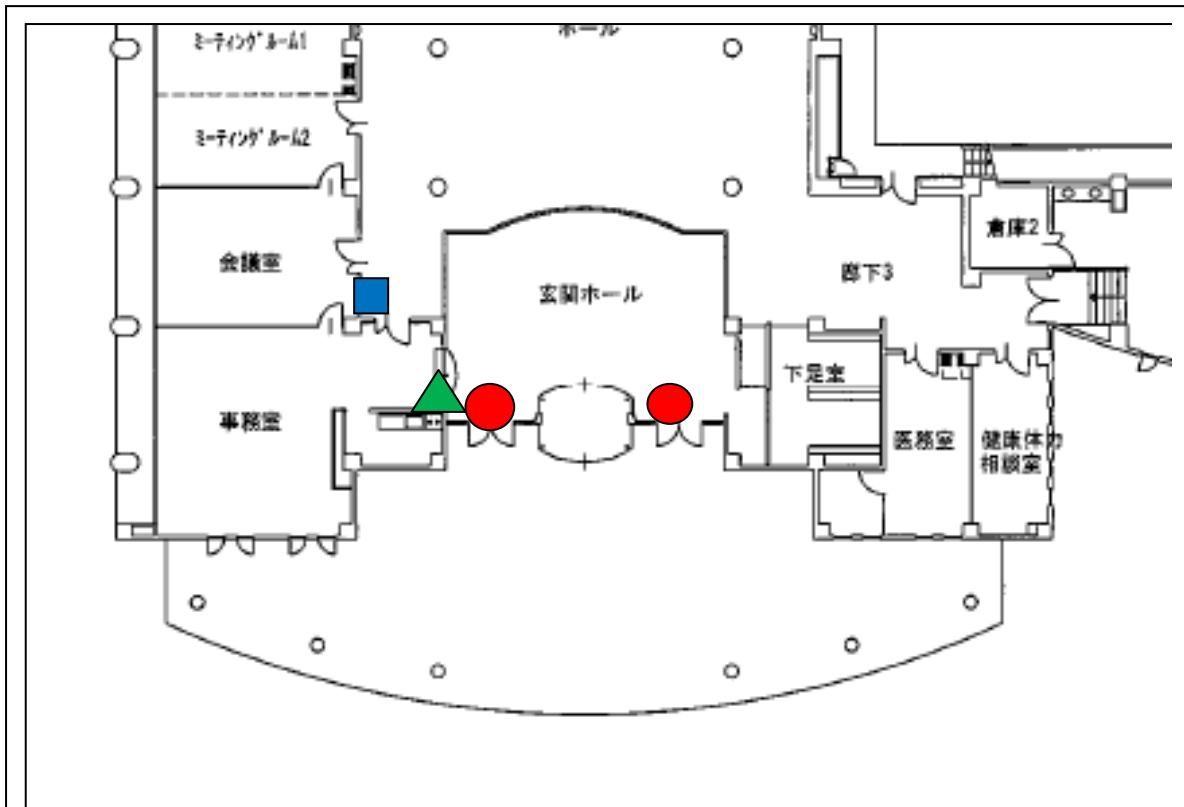 ホール
ミーティングルーム1
ミーティングルーム2
会議室
玄関ホール
廊下3
倉庫2
下足室
事務室
医務室
健康体力
相談室